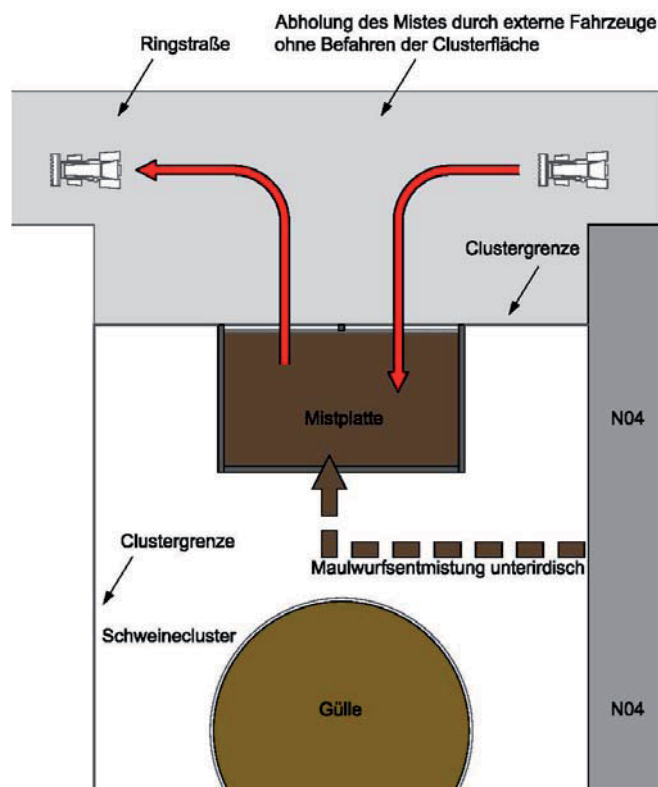 Abholung des Mistes durch externe Fahrzeuge
ohne Befahren der Clusterfläche
Ringstraße
Clustergrenze
Mistplatte
N04
Clustergrenze
Maulwurfsentmistung unterirdisch
Schweinecluster
Gülle
N04